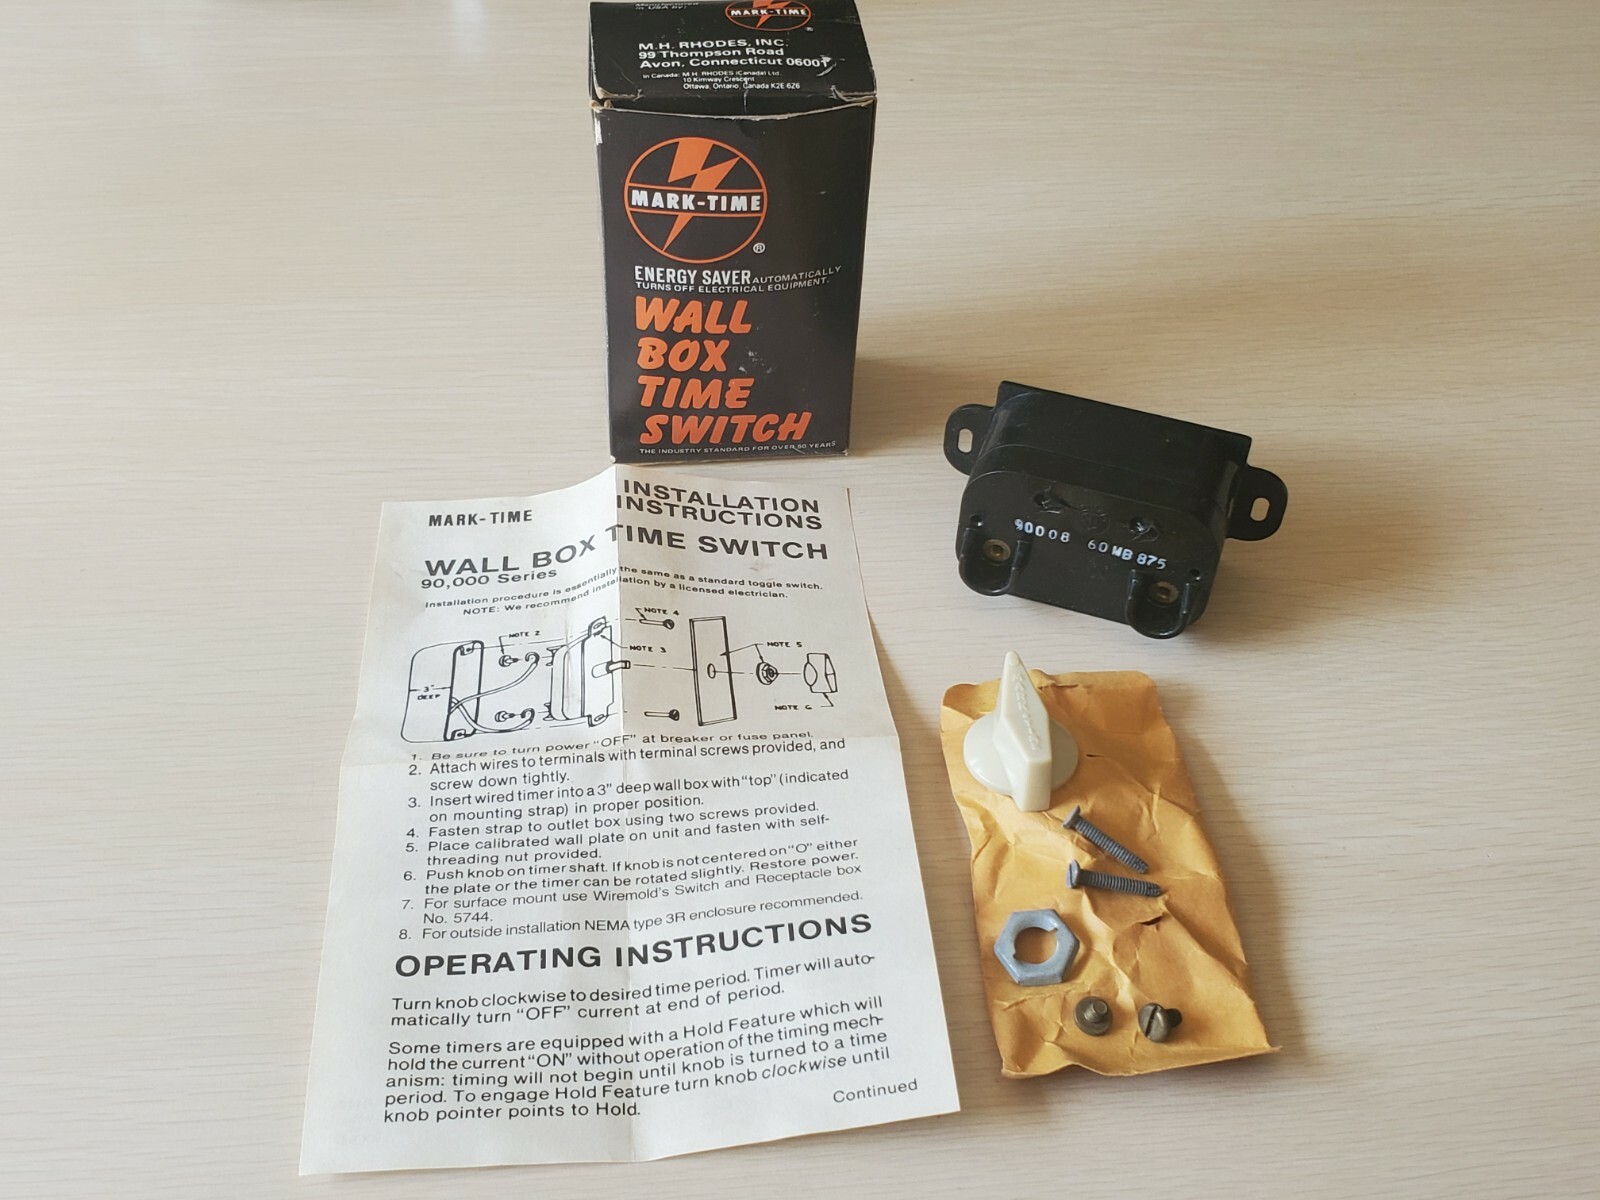 MARK-TIME
®
M.H. RHODES, INC.
99 Thompson Road
Avon, Connecticut 06001
In Canada: M.H. RHODES (Canada) Ltd.
10 Kimway Crescent
Ottawa, Ontario, Canada K2E 6Z6
MARK-TIME
®
ENERGY SAVER AUTOMATICALLY
TURNS OFF ELECTRICAL EQUIPMENT.
WALL
BOX
TIME
SWITCH
THE INDUSTRY STANDARD FOR OVER 50 YEARS
90008 60MB875
MARK-TIME
INSTALLATION
INSTRUCTIONS
WALL BOX TIME SWITCH
90,000 Series
Installation procedure is essentially the same as a standard toggle switch.
NOTE: We recommend installation by a licensed electrician.
NOTE 4
NOTE 2
NOTE 3
NOTE 5
3"
DEEP
NOTE 6
1. Be sure to turn power "OFF" at breaker or fuse panel.
2. Attach wires to terminals with terminal screws provided, and
screw down tightly.
3. Insert wired timer into a 3" deep wall box with "top" (indicated
on mounting strap) in proper position.
4. Fasten strap to outlet box using two screws provided.
5. Place calibrated wall plate on unit and fasten with self-
threading nut provided.
6. Push knob on timer shaft. If knob is not centered on "O" either
the plate or the timer can be rotated slightly. Restore power.
7. For surface mount use Wiremold's Switch and Receptacle box
No. 5744.
8. For outside installation NEMA type 3R enclosure recommended.
OPERATING INSTRUCTIONS
Turn knob clockwise to desired time period. Timer will auto-
matically turn "OFF" current at end of period.
Some timers are equipped with a Hold Feature which will
hold the current "ON" without operation of the timing mech-
anism: timing will not begin until knob is turned to a time
period. To engage Hold Feature turn knob clockwise until
knob pointer points to Hold.
Continued